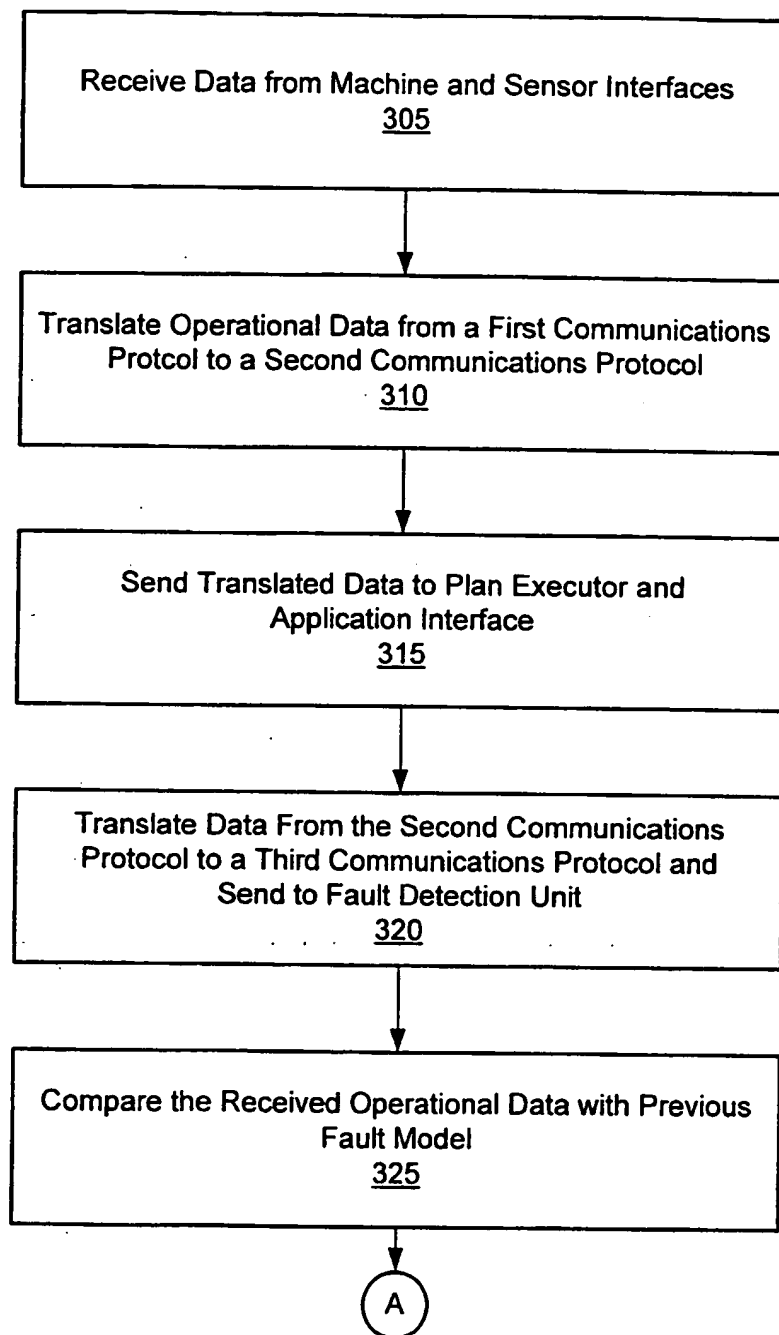 Receive Data from Machine and Sensor Interfaces
305
Translate Operational Data from a First Communications
Protcol to a Second Communications Protocol
310
Send Translated Data to Plan Executor and
Application Interface
315
Translate Data From the Second Communications
Protocol to a Third Communications Protocol and
Send to Fault Detection Unit
320
Compare the Received Operational Data with Previous
Fault Model
325
A